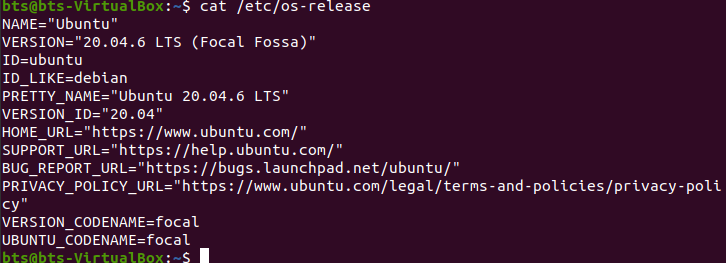 bts@bts-VirtualBox:~$ cat /etc/os-release
NAME="Ubuntu"
VERSION="20.04.6 LTS (Focal Fossa)"
ID=ubuntu
ID_LIKE=debian
PRETTY_NAME="Ubuntu 20.04.6 LTS"
VERSION_ID="20.04"
HOME_URL="https://www.ubuntu.com/"
SUPPORT_URL="https://help.ubuntu.com/"
BUG_REPORT_URL="https://bugs.launchpad.net/ubuntu/"
PRIVACY_POLICY_URL="https://www.ubuntu.com/legal/terms-and-policies/privacy-poli
cy"
VERSION_CODENAME=focal
UBUNTU_CODENAME=focal
bts@bts-VirtualBox:~$